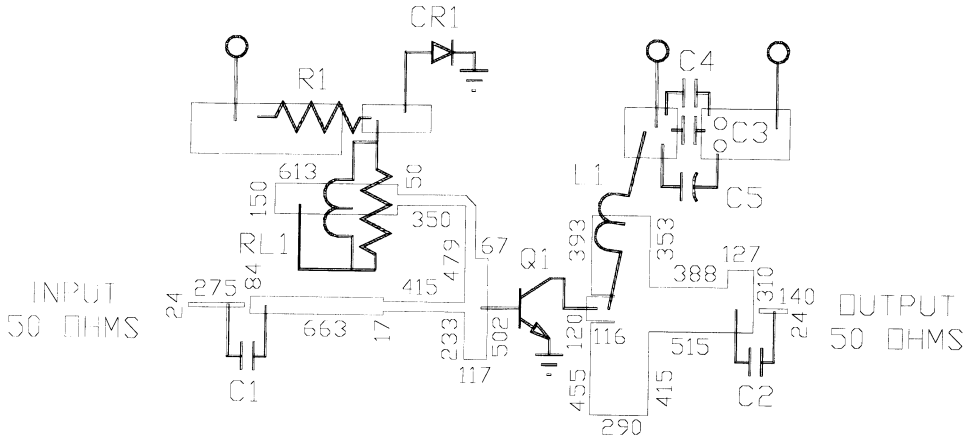 CR1
R1
C4
C3
613
50
150
L1
C5
350
RL1
393
353
479
67
127
Q1
388
310
INPUT
50 OHMS
24
275
84
415
140
24
OUTPUT
50 OHMS
663
17
233
502
120
116
515
C1
117
455
415
C2
290